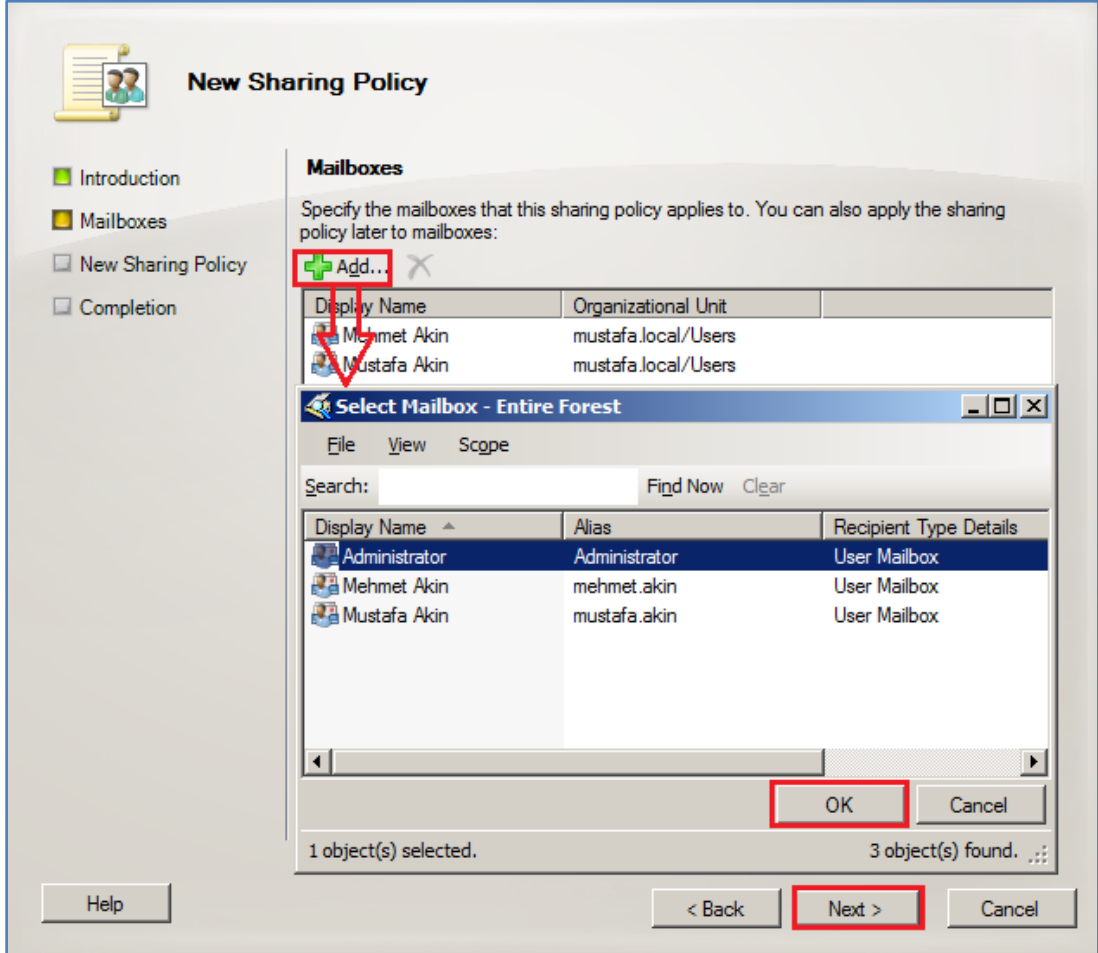 New Sharing Policy
Introduction
Mailboxes
New Sharing Policy
Completion
Mailboxes
Specify the mailboxes that this sharing policy applies to. You can also apply the sharing
policy later to mailboxes:
Add...
Display Name Organizational Unit
Mehmet Akin mustafa.local/Users
Mustafa Akin mustafa.local/Users
Select Mailbox - Entire Forest
File View Scope
Search: Find Now Clear
Display Name Alias Recipient Type Details
Administrator Administrator User Mailbox
Mehmet Akin mehmet.akin User Mailbox
Mustafa Akin mustafa.akin User Mailbox
OK Cancel
1 object(s) selected. 3 object(s) found.
Help < Back Next > Cancel